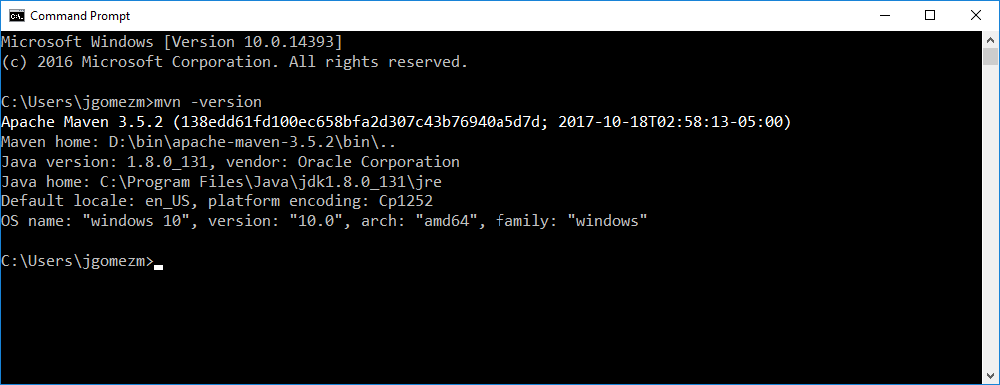 Command Prompt
Microsoft Windows [Version 10.0.14393]
(c) 2016 Microsoft Corporation. All rights reserved.
C:\Users\jgomezm>mvn -version
Apache Maven 3.5.2 (138edd61fd100ec658bfa2d307c43b76940a5d7d; 2017-10-18T02:58:13-05:00)
Maven home: D:\bin\apache-maven-3.5.2\bin\..
Java version: 1.8.0_131, vendor: Oracle Corporation
Java home: C:\Program Files\Java\jdk1.8.0_131\jre
Default locale: en_US, platform encoding: Cp1252
OS name: "windows 10", version: "10.0", arch: "amd64", family: "windows"
C:\Users\jgomezm>